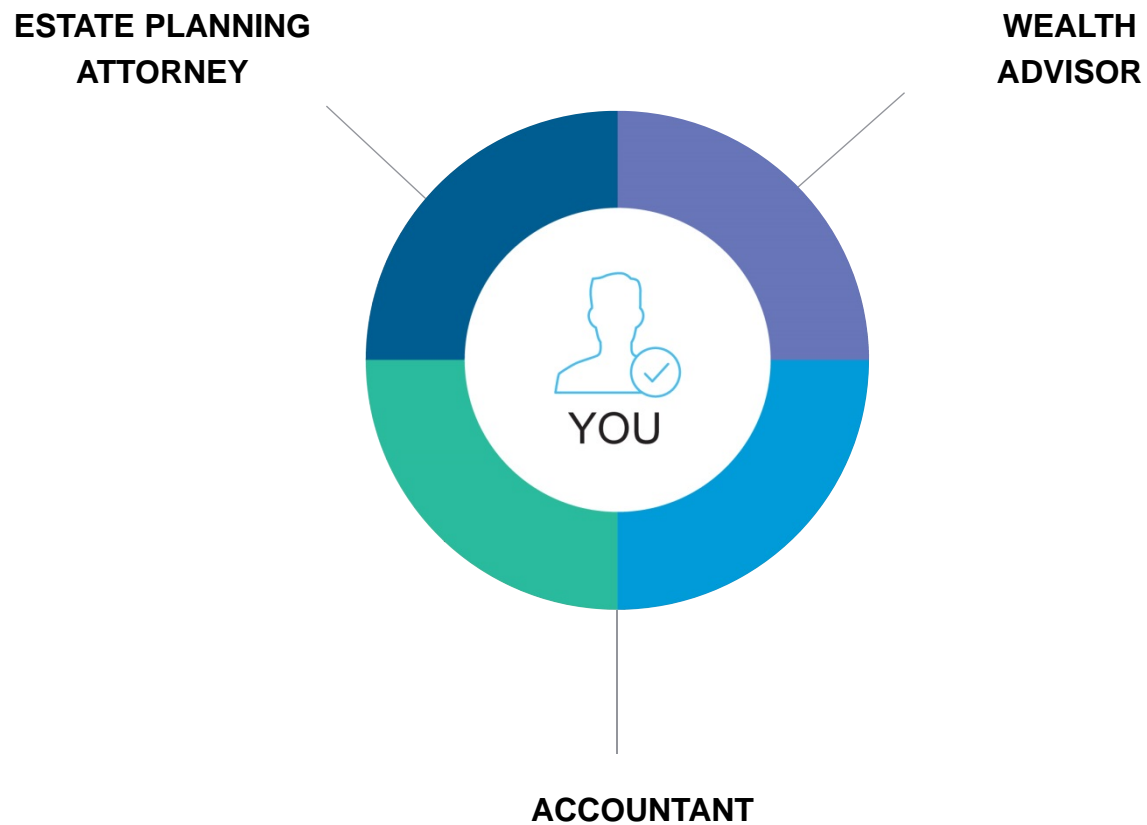 ESTATE PLANNING
ATTORNEY
WEALTH
ADVISOR
YOU
ACCOUNTANT